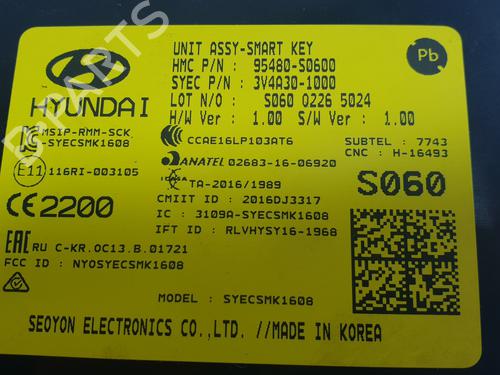 UNIT ASSY-SMART KEY
HMC P/N : 95480-S0600
SYEC P/N : 3V4A30-1000
LOT N/O : S060 Q226 5024
H/W Ver : 1.00 S/W Ver : 1.00
Pb
HYUNDAI
MSIP-RMM-SCK
-SYECSMK1608
CCAE16LP103AT6
SUBTEL : 7743
CNC : H-16493
E11 116RI-003105
ANATEL 02683-16-06920
ICASA TA-2016/1989
S060
CE2200
CMIIT ID : 2016DJ3317
IC : 3109A-SYECSMK1608
IFT ID : RLVHYSY16-1968
EAC RU C-KR.OC13.B.01721
FCC ID : NYOSYECSMK1608
MODEL : SYECSMK1608
SEOYON ELECTRONICS CO.,LTD. //MADE IN KOREA